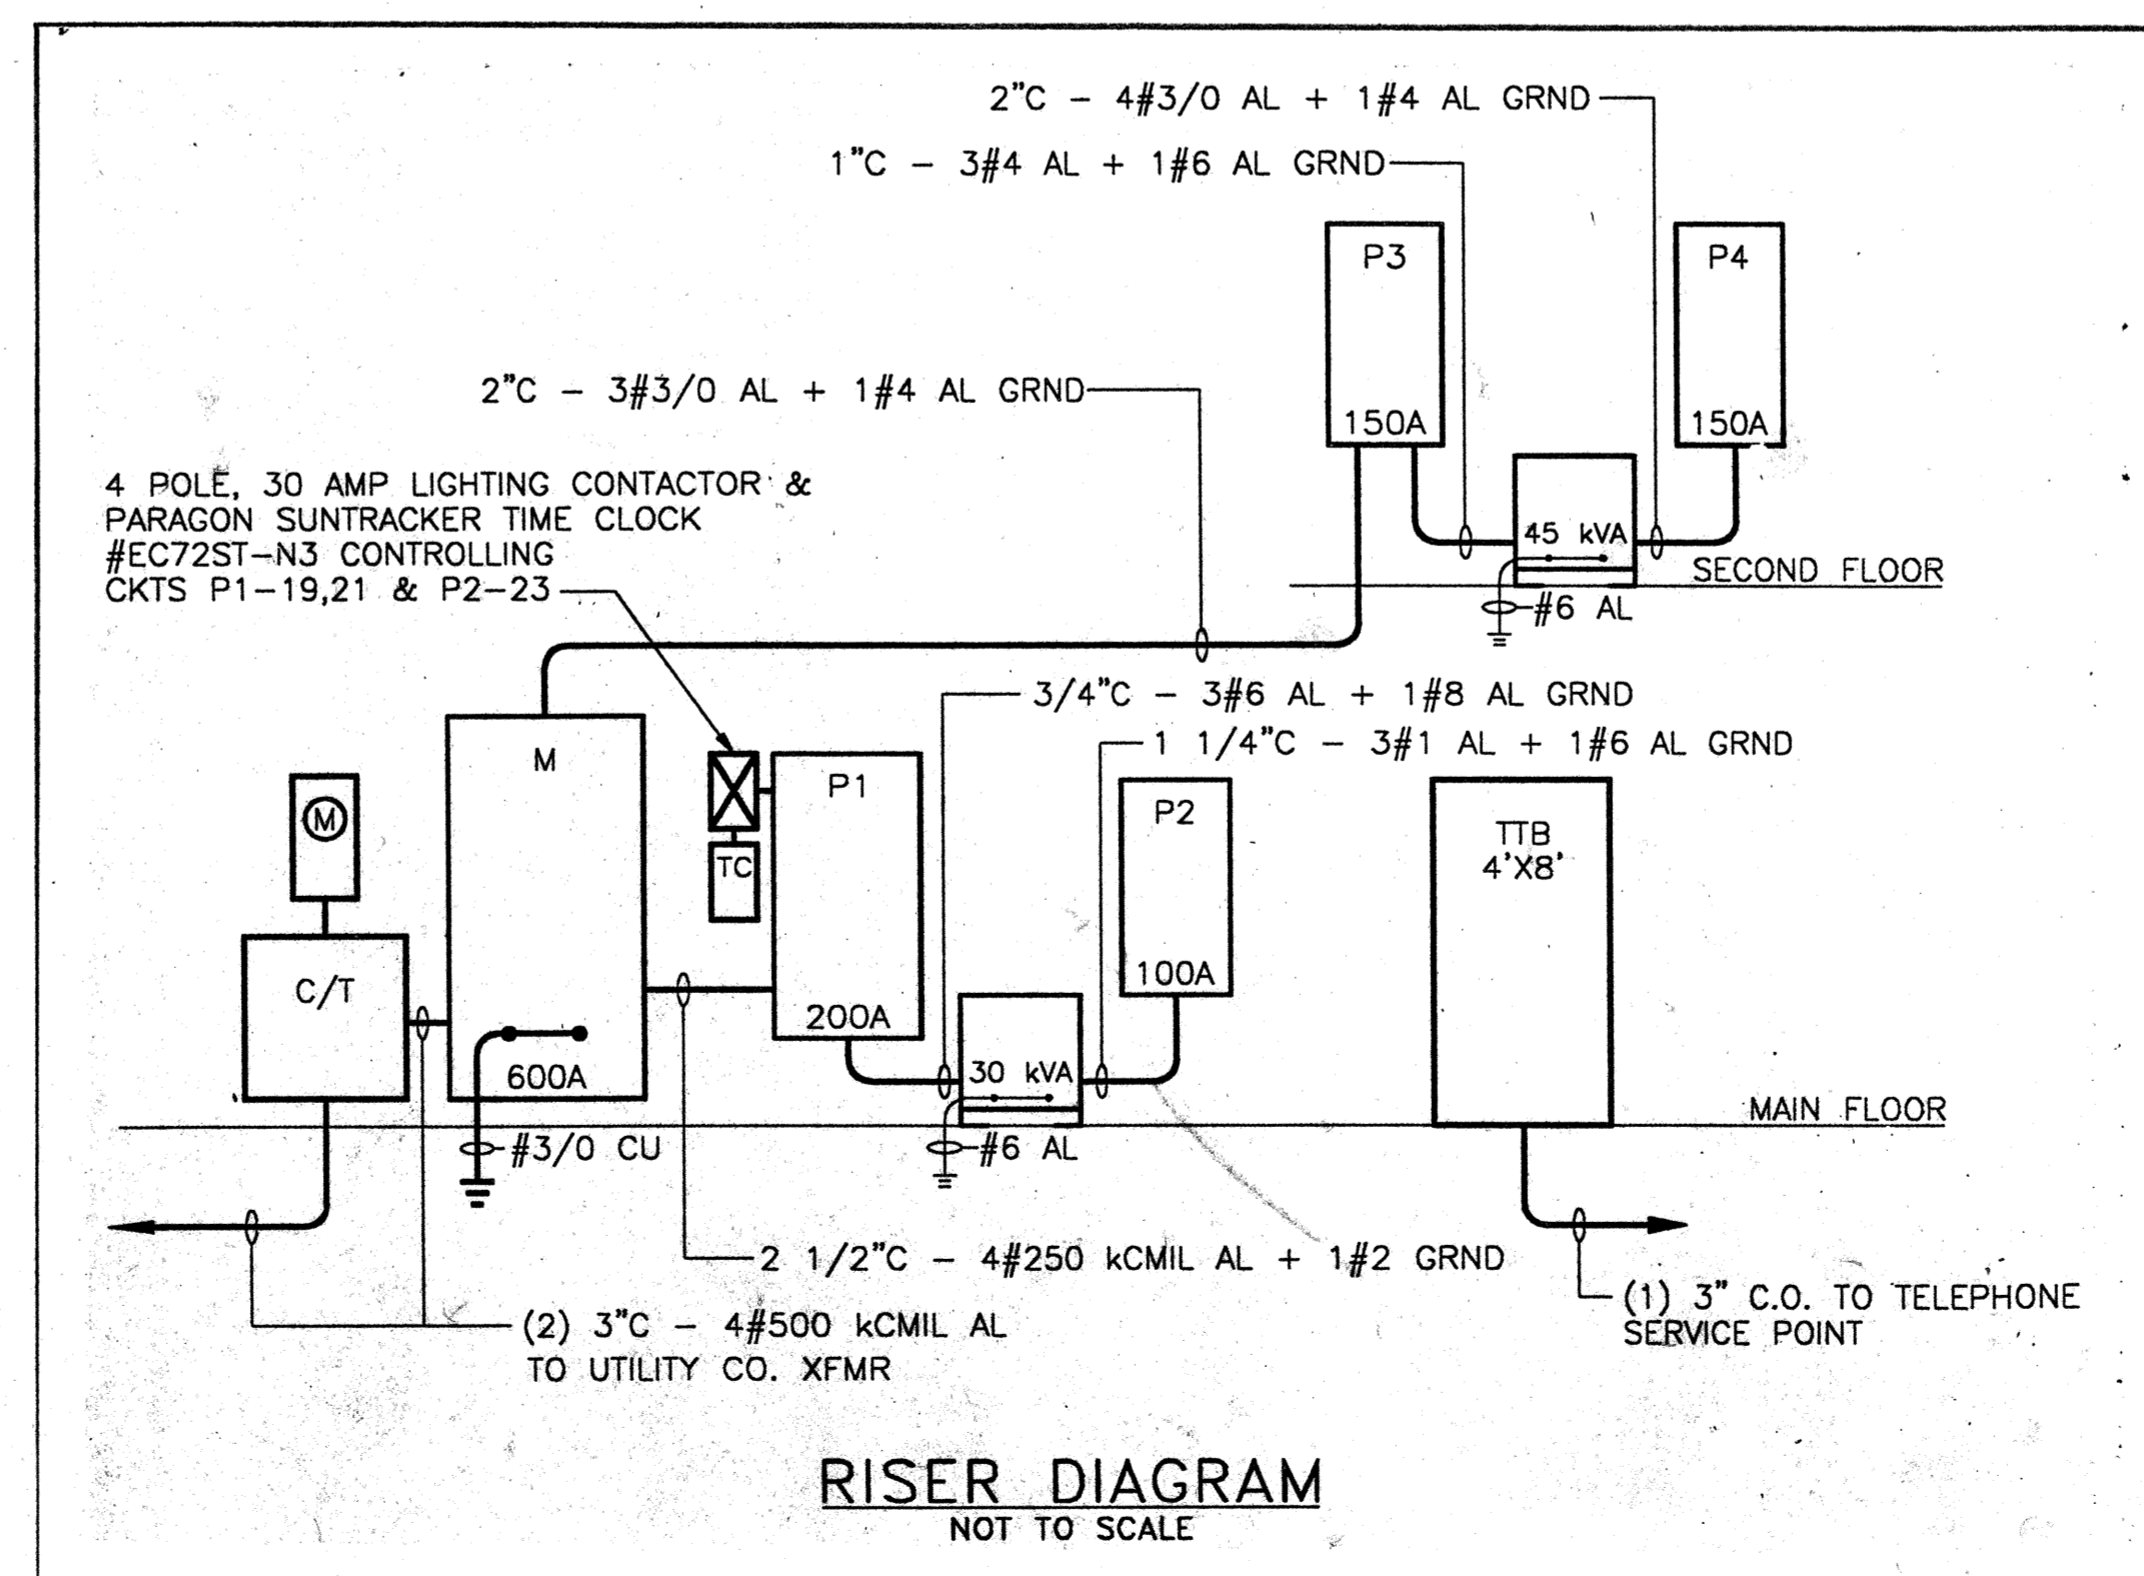 2"C - 4#3/0 AL + 1#4 AL GRND
1"C - 3#4 AL + 1#6 AL GRND
P3
P4
2"C - 3#3/0 AL + 1#4 AL GRND
150A
150A
4 POLE, 30 AMP LIGHTING CONTACTOR &
PARAGON SUNTRACKER TIME CLOCK
#EC72ST-N3 CONTROLLING
CKTS P1-19,21 & P2-23
45 kVA
SECOND FLOOR
#6 AL
3/4"C - 3#6 AL + 1#8 AL GRND
1 1/4"C - 3#1 AL + 1#6 AL GRND
M
P1
P2
M
TTB
4'X8'
TC
C/T
100A
200A
600A
30 kVA
MAIN FLOOR
#3/0 CU
#6 AL
2 1/2"C - 4#250 kCMIL AL + 1#2 GRND
(1) 3" C.O. TO TELEPHONE
SERVICE POINT
(2) 3"C - 4#500 kCMIL AL
TO UTILITY CO. XFMR
RISER DIAGRAM
NOT TO SCALE